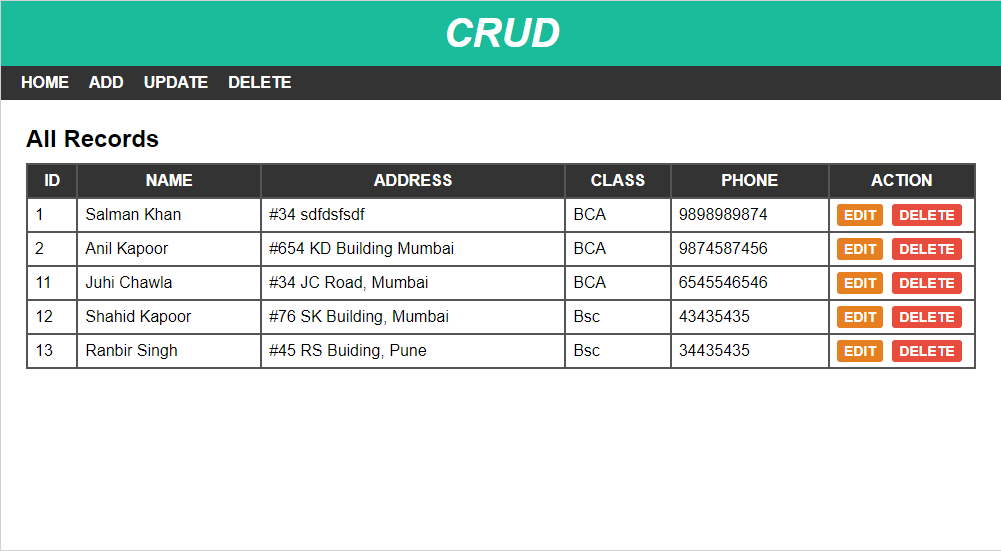 CRUD
HOME ADD UPDATE DELETE
All Records
ID NAME ADDRESS CLASS PHONE ACTION
1 Salman Khan #34 sdfdsfsdf BCA 9898989874 EDIT DELETE
2 Anil Kapoor #654 KD Building Mumbai BCA 9874587456 EDIT DELETE
11 Juhi Chawla #34 JC Road, Mumbai BCA 6545546546 EDIT DELETE
12 Shahid Kapoor #76 SK Building, Mumbai Bsc 43435435 EDIT DELETE
13 Ranbir Singh #45 RS Buiding, Pune Bsc 34435435 EDIT DELETE